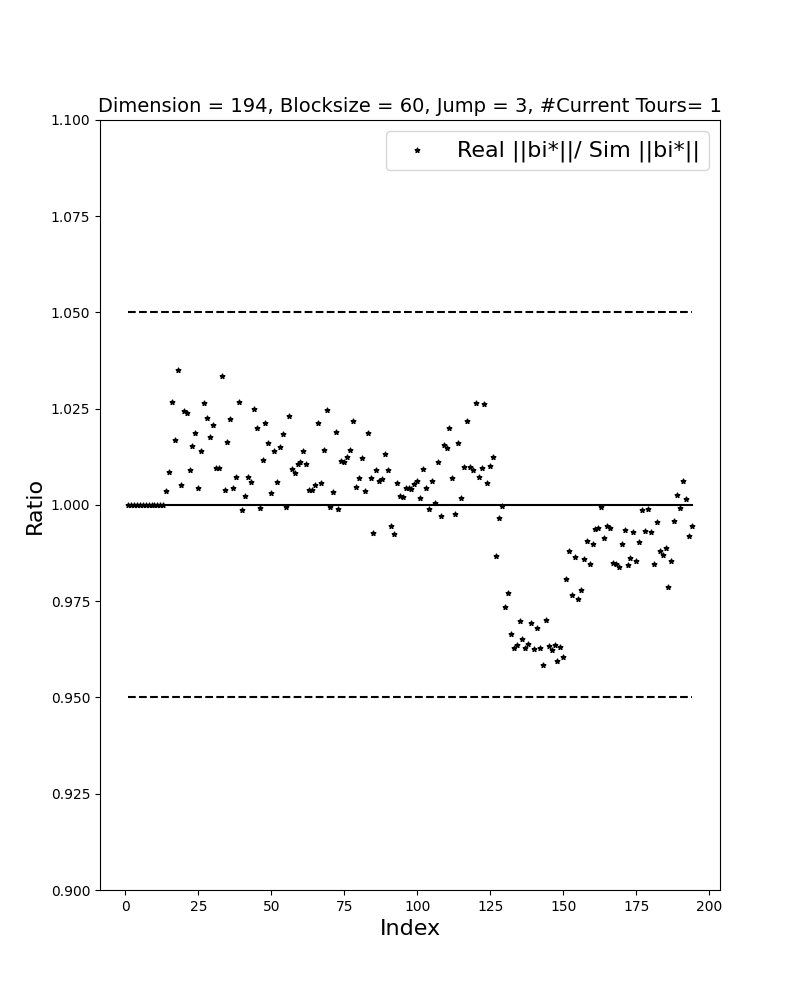 Dimension = 194, Blocksize = 60, Jump = 3, #Current Tours= 1
1.100
Real ||bi*||/ Sim ||bi*||
1.075
1.050
1.025
1.000
0.975
0.950
0.925
0.900
Ratio
0 25 50 75 100 125 150 175 200
Index